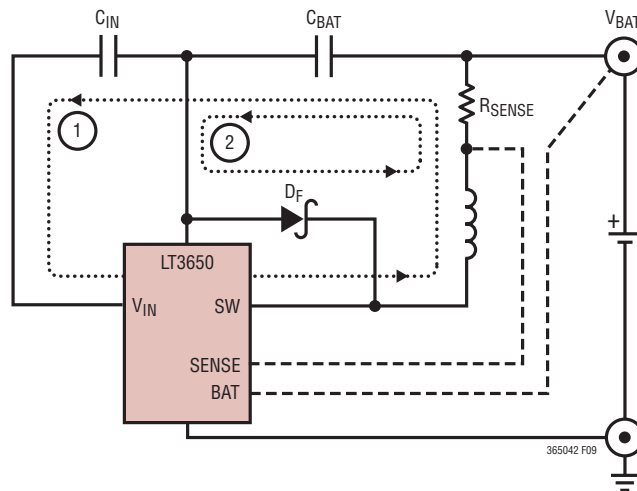 C_IN
C_BAT
V_BAT
R_SENSE
1
2
D_F
+
LT3650
V_IN
SW
SENSE
BAT
365042 F09